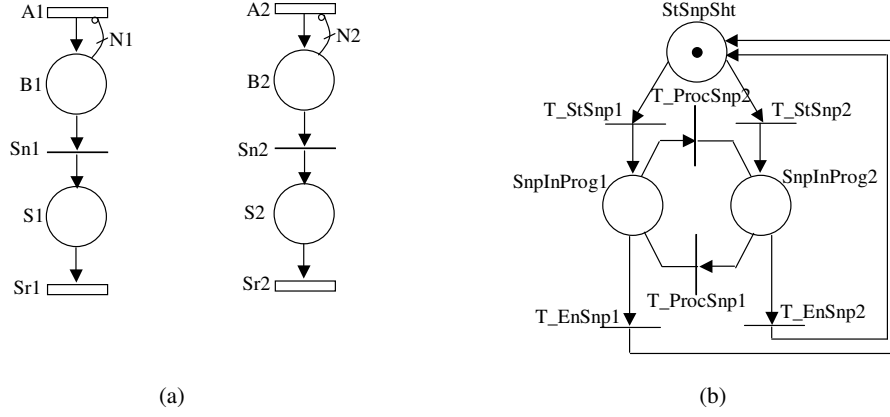 A1
N1
B1
Sn1
S1
Sr1
A2
N2
B2
Sn2
S2
Sr2
(a)
StSnpSht
T_ProcSnp2
T_StSnp1
T_StSnp2
SnpInProg1
SnpInProg2
T_ProcSnp1
T_EnSnp1
T_EnSnp2
(b)